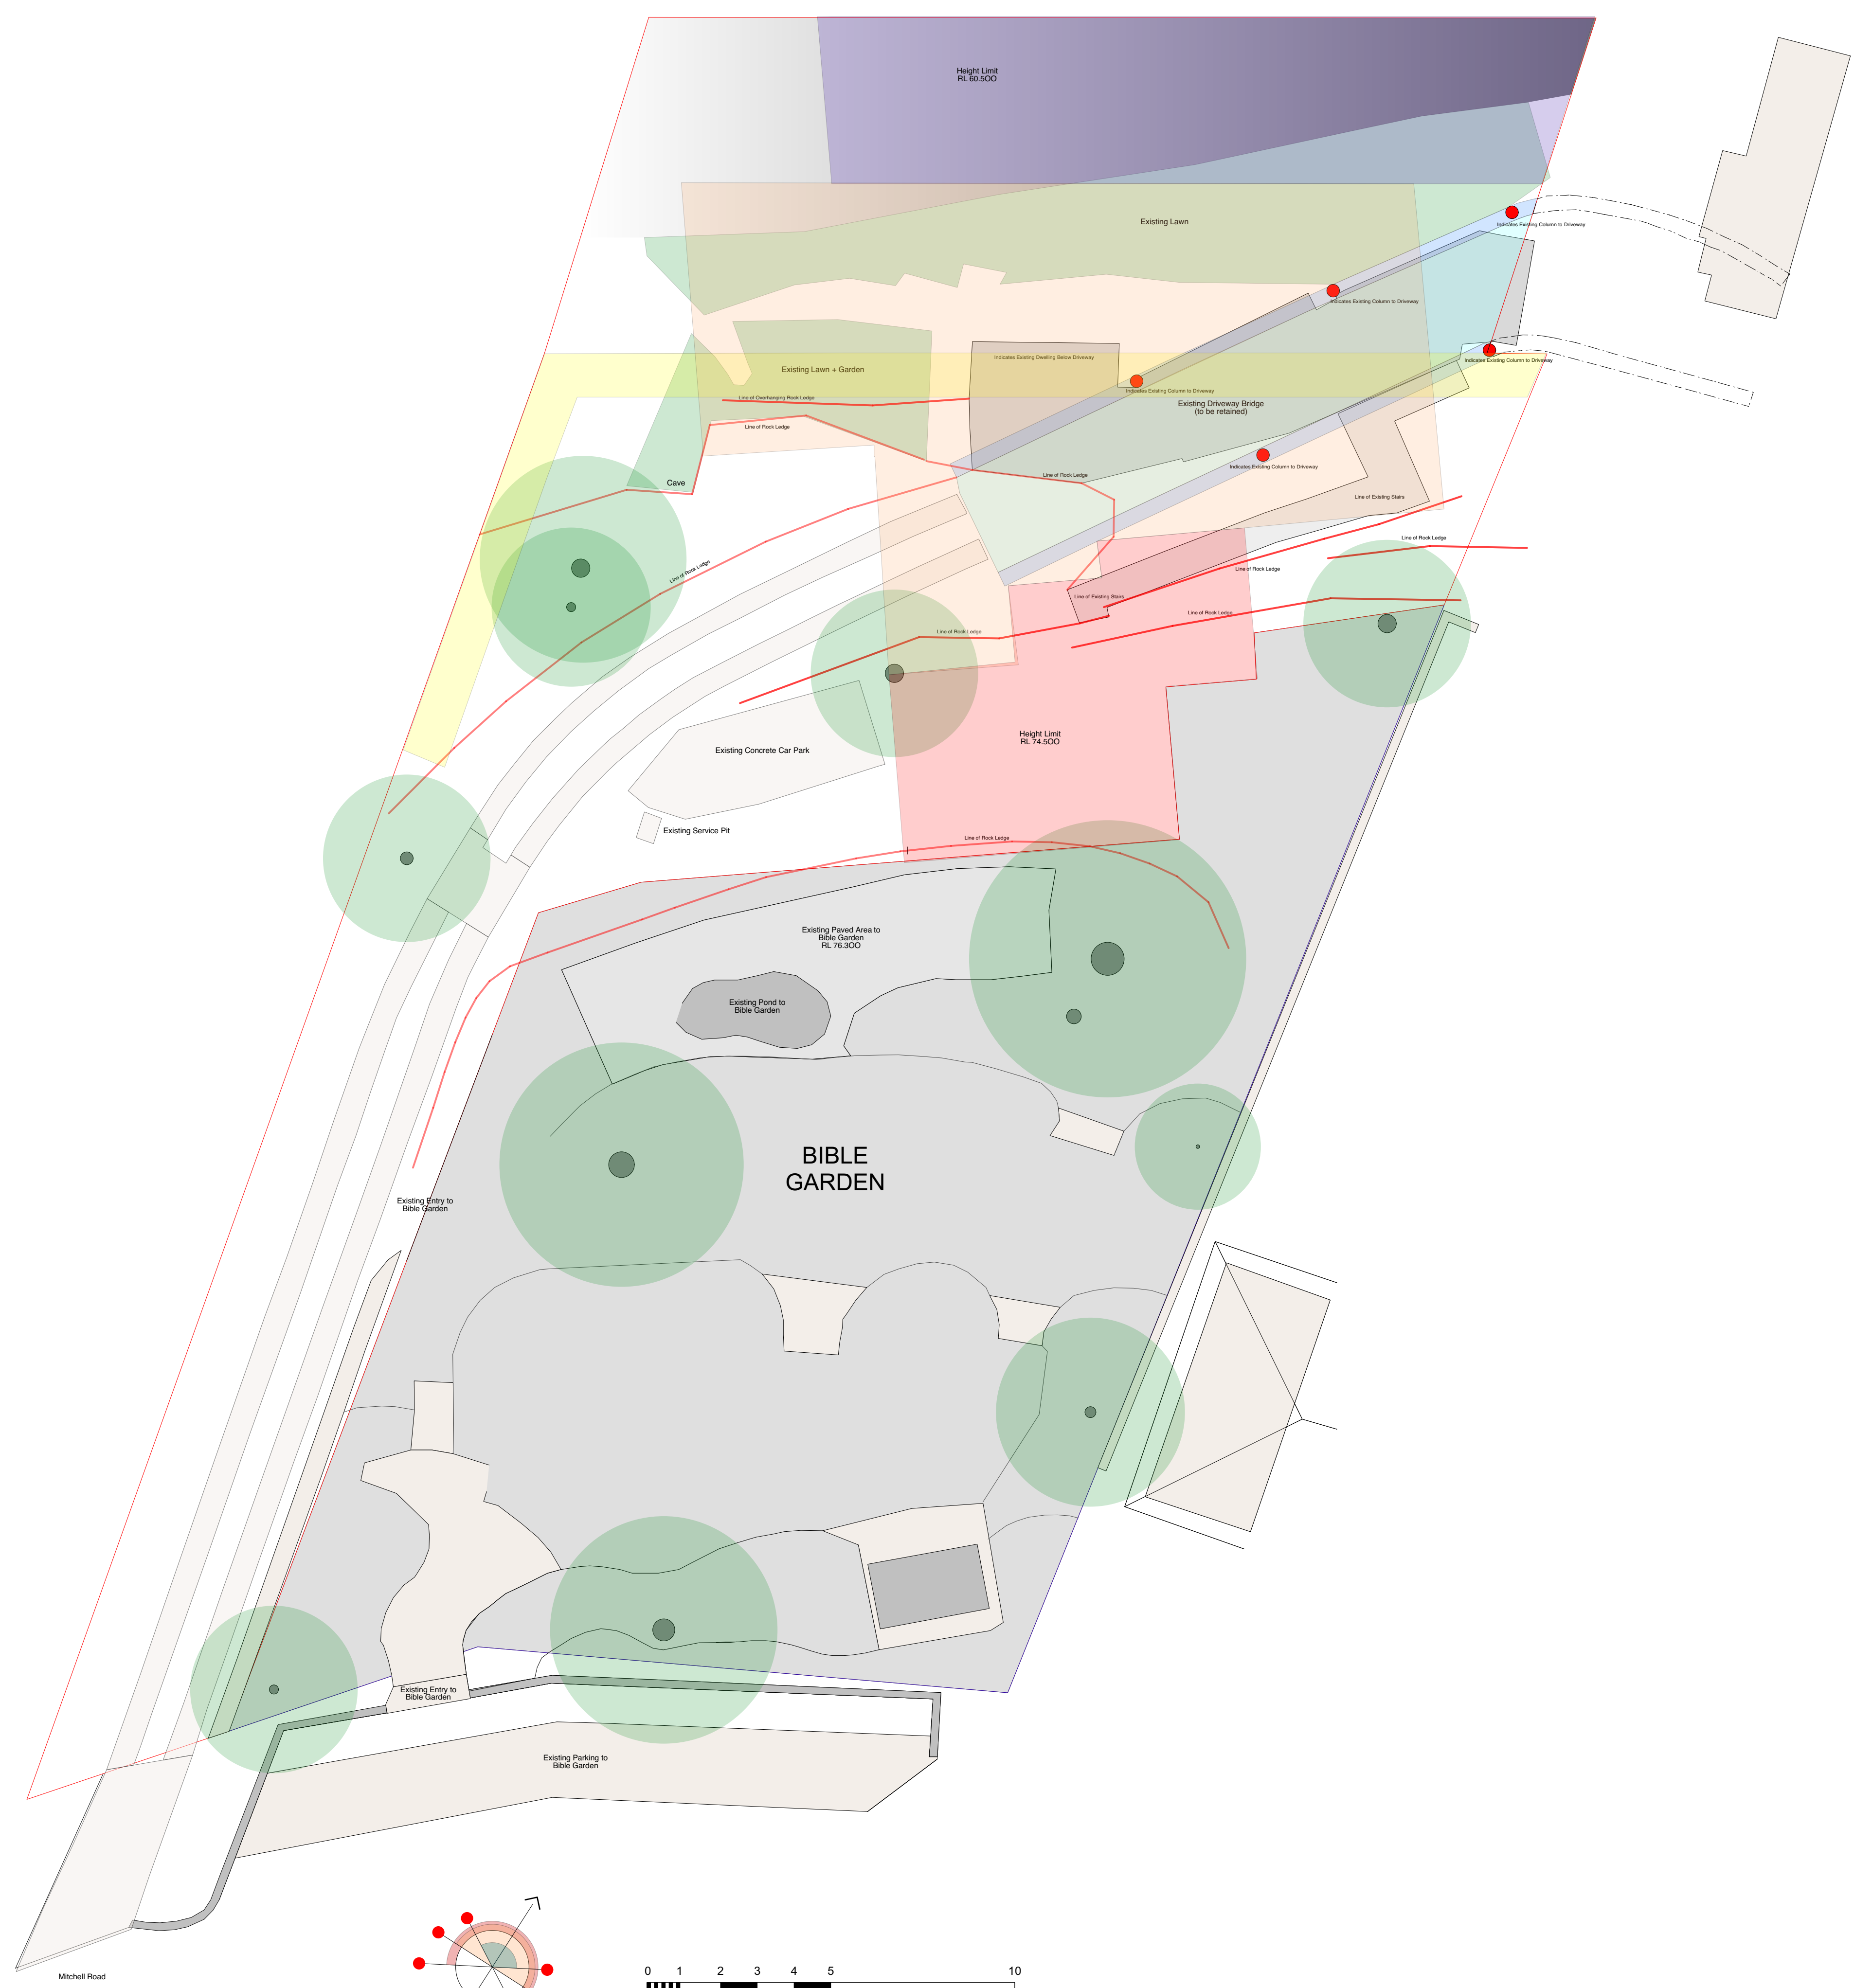 Height Limit
RL 60.5OO
Existing Lawn
Indicates Existing Column to Driveway
Indicates Existing Column to Driveway
Indicates Existing Dwelling Below Driveway
Indicates Existing Column to Driveway
Existing Lawn + Garden
Indicates Existing Column to Driveway
Line of Overhanging Rock Ledge
Existing Driveway Bridge
(to be retained)
Line of Rock Ledge
Indicates Existing Column to Driveway
Line of Rock Ledge
Cave
Line of Existing Stairs
Line of Rock Ledge
Line of Rock Ledge
Line of Rock Ledge
Line of Existing Stairs
Line of Rock Ledge
Line of Rock Ledge
Height Limit
RL 74.5OO
Existing Concrete Car Park
Existing Service Pit
Line of Rock Ledge
Existing Paved Area to
Bible Garden
RL 76.3OO
Existing Pond to
Bible Garden
BIBLE
GARDEN
Existing Entry to
Bible Garden
Existing Entry to
Bible Garden
Existing Parking to
Bible Garden
Mitchell Road
0 1 2 3 4 5 10